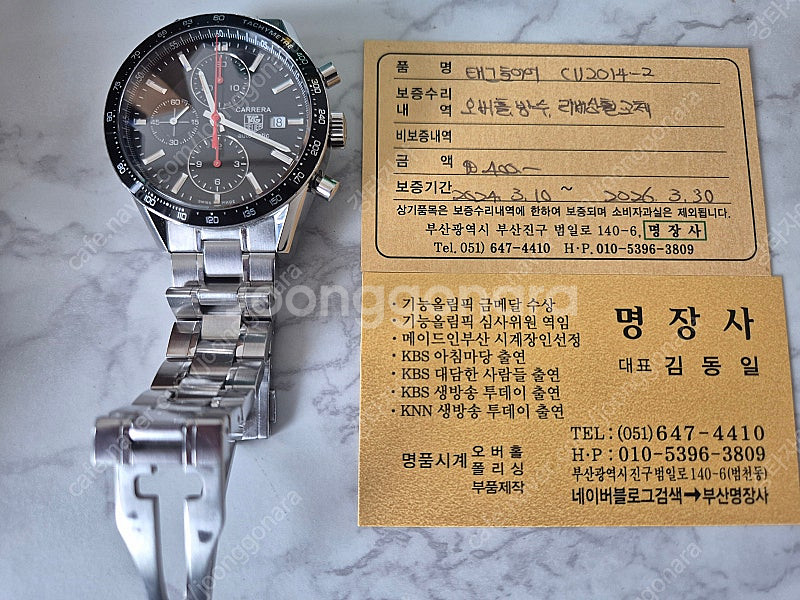 TACHYMETRE
CARRERA
TAG
HEUER
automatic
SWISS MADE
품 명 태그호이어 CV2014-2
보증수리
내 역 오버홀, 방수,
비보증내역
금 액 ₩400.-
보증기간 2024. 3. 10 ~ 2026. 3. 30
상기품목은 보증수리내역에 한하여 보증되며 소비자과실은 제외됩니다.
부산광역시 부산진구 범일로 140-6, 명 장 사
Tel. 051) 647-4410 H·P. 010-5396-3809
joonggonara
· 기능올림픽 금메달 수상
· 기능올림픽 심사위원 역임
· 메이드인부산 시계장인선정
· KBS 아침마당 출연
· KBS 대담한 사람들 출연
· KBS 생방송 투데이 출연
· KNN 생방송 투데이 출연
명 장 사
대표 김 동 일
명품시계 오 버 홀
폴 리 싱
부품제작
TEL : (051) 647-4410
H·P : 010-5396-3809
부산광역시진구범일로140-6(범천동)
네이버블로그검색→부산명장사